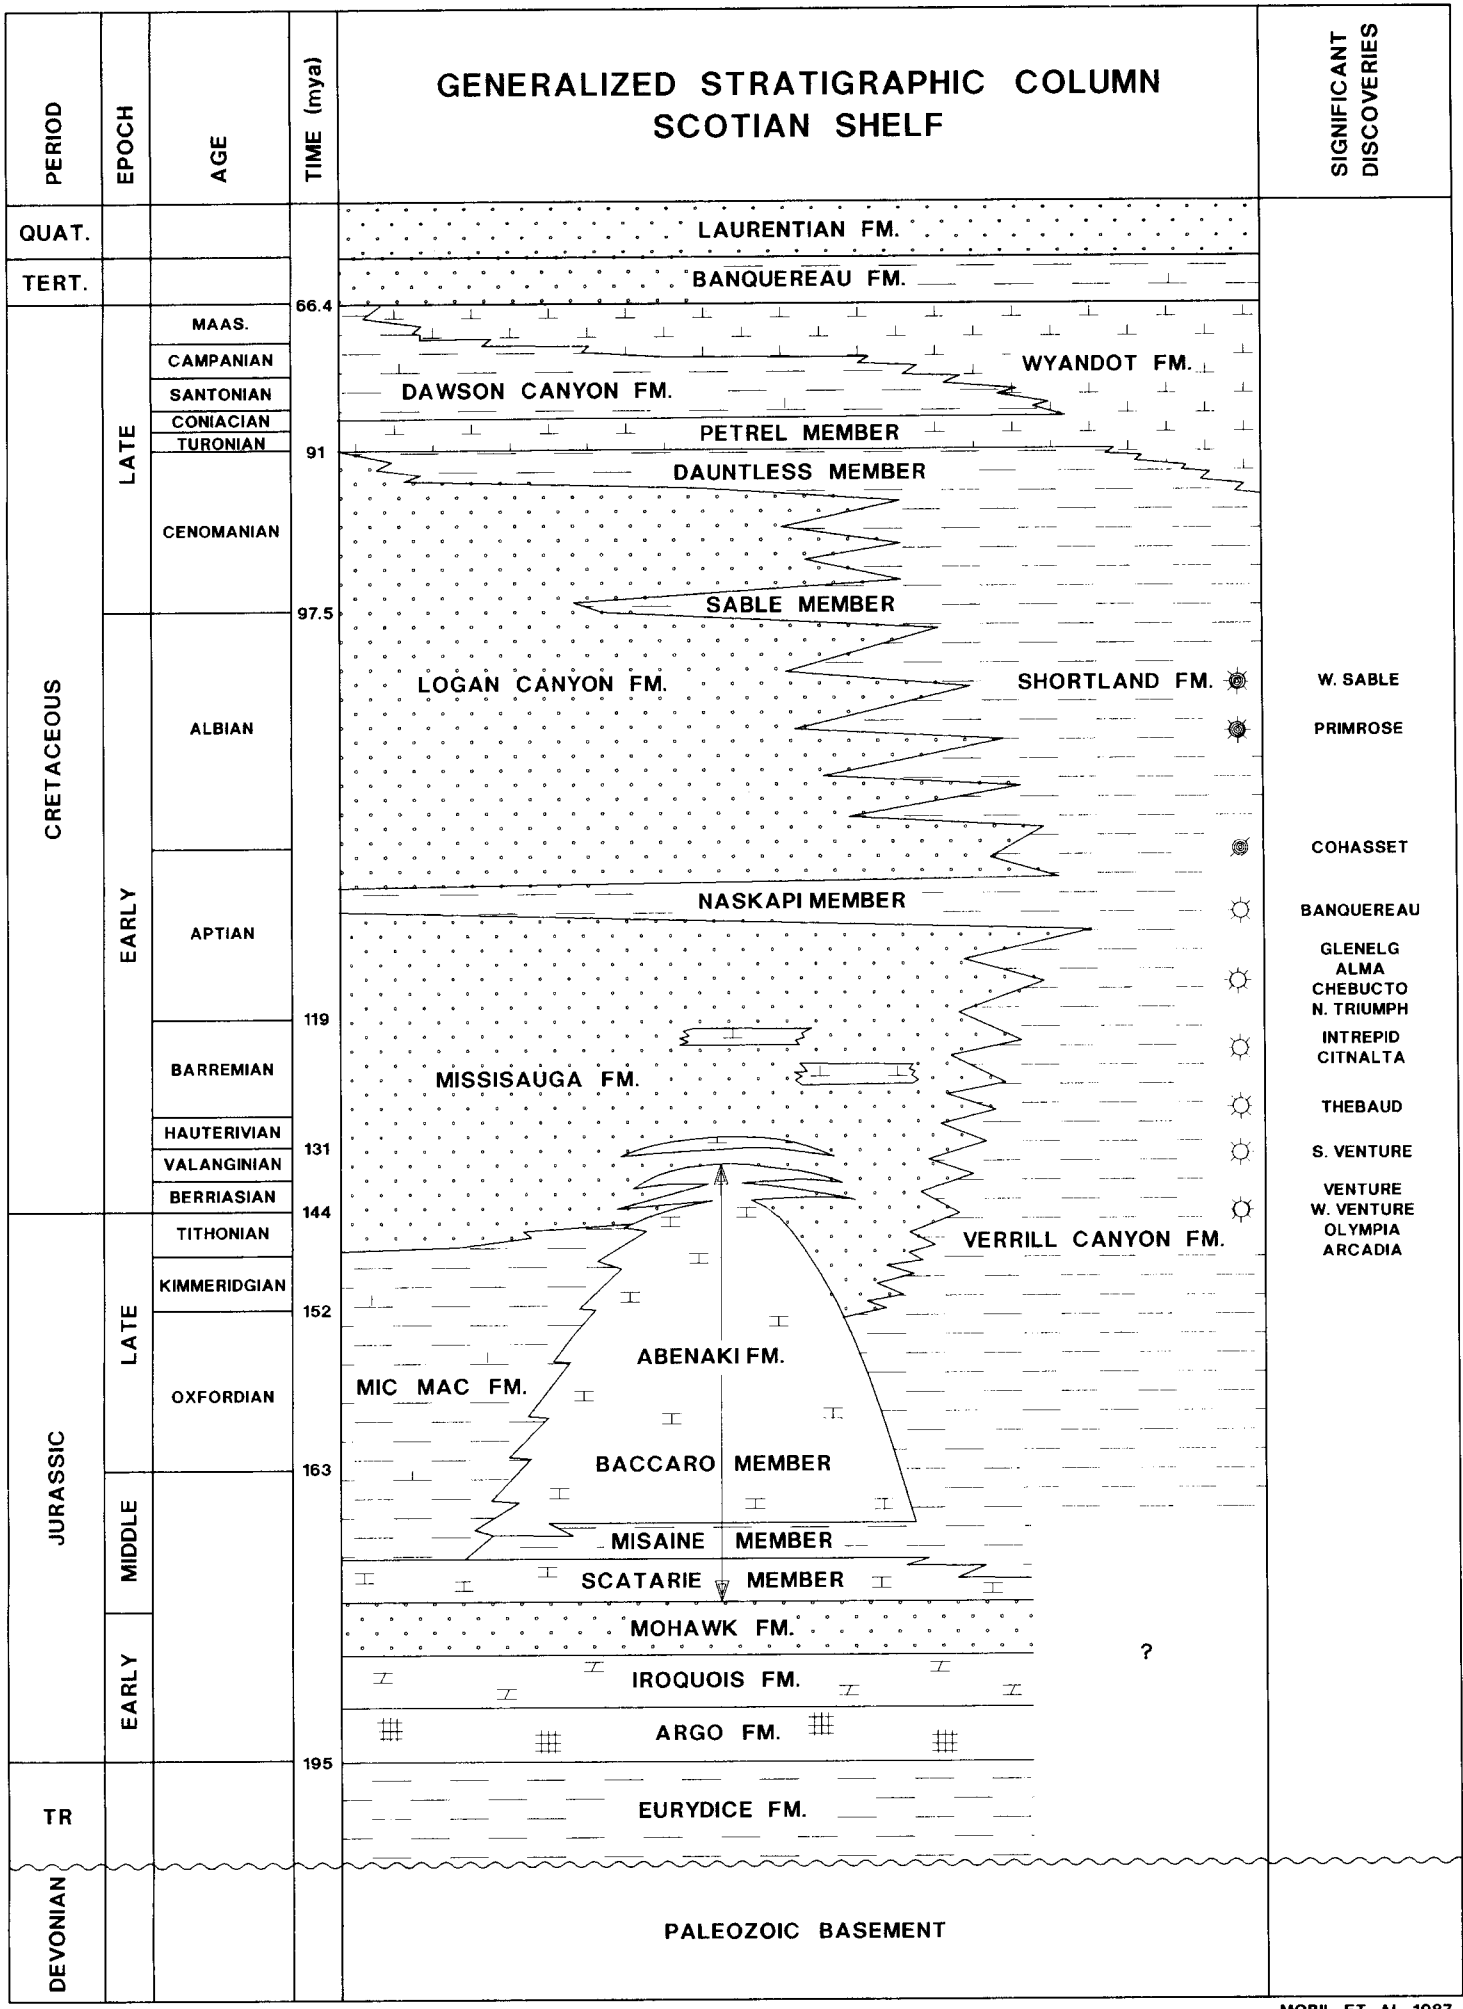 PERIOD
EPOCH
AGE
TIME (mya)
GENERALIZED STRATIGRAPHIC COLUMN
SCOTIAN SHELF
SIGNIFICANT
DISCOVERIES
QUAT.
LAURENTIAN FM.
TERT.
BANQUEREAU FM.
66.4
CRETACEOUS
LATE
MAAS.
CAMPANIAN
WYANDOT FM.
SANTONIAN
DAWSON CANYON FM.
CONIACIAN
PETREL MEMBER
TURONIAN
91
DAUNTLESS MEMBER
CENOMANIAN
SABLE MEMBER
97.5
EARLY
LOGAN CANYON FM.
SHORTLAND FM.
W. SABLE
ALBIAN
PRIMROSE
COHASSET
NASKAPI MEMBER
BANQUEREAU
APTIAN
GLENELG
ALMA
CHEBUCTO
N. TRIUMPH
119
INTREPID
CITNALTA
BARREMIAN
MISSISAUGA FM.
THEBAUD
HAUTERIVIAN
131
S. VENTURE
VALANGINIAN
BERRIASIAN
VENTURE
W. VENTURE
OLYMPIA
ARCADIA
144
JURASSIC
LATE
TITHONIAN
VERRILL CANYON FM.
KIMMERIDGIAN
152
ABENAKI FM.
MIC MAC FM.
OXFORDIAN
BACCARO MEMBER
163
MIDDLE
MISAINE MEMBER
SCATARIE MEMBER
MOHAWK FM.
EARLY
?
IROQUOIS FM.
ARGO FM.
195
TR
EURYDICE FM.
DEVONIAN
PALEOZOIC BASEMENT
MOBIL ET AL 1987